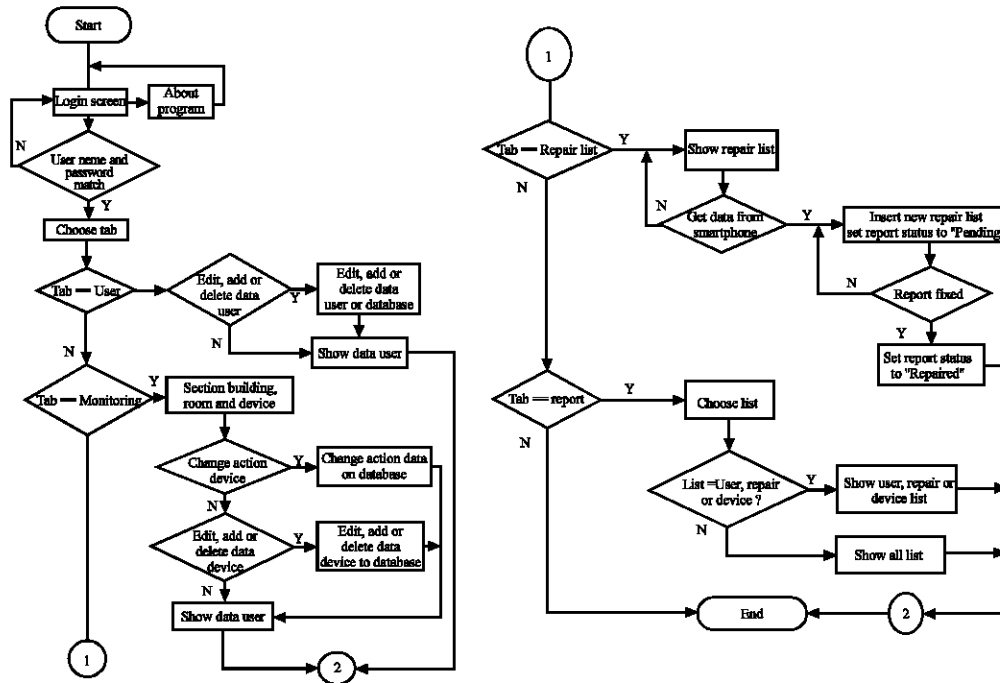 Start
Login screen
About
program
N
User neme and
password
match
Y
Choose tab
Tab = User
Edit, add or
delete data
user
Y
Edit, add or
delete data
user or database
N
Show data user
N
Tab = Monitoring
Y
Section building,
room and device
Change action
device
Y
Change action data
on database
N
Edit, add or
delete data
device
Y
Edit, add or
delete data
device to database
N
Show data user
1
2
1
Tab = Repair list
Y
Show repair list
N
N
Get data from
smartphone
Y
Insert new repair list
set report status to "Pending
N
Report fixed
Y
Set report status
to "Repaired"
Tab == report
Y
Choose list
N
List =User, repair
or device ?
Y
Show user, repair or
device list
N
Show all list
End
2